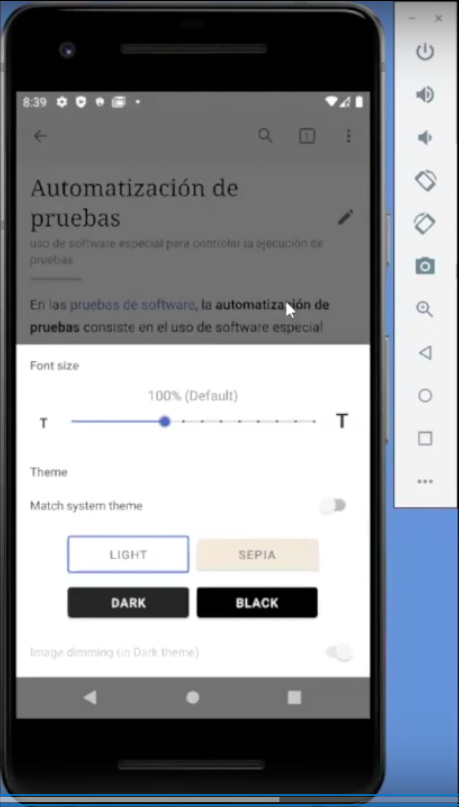 8:39
1
Automatización de
pruebas
uso de software especial para controlar la ejecución de
pruebas
En las pruebas de software, la automatización de
pruebas consiste en el uso de software especial
Font size
100% (Default)
T T
Theme
Match system theme
LIGHT SEPIA
DARK BLACK
Image dimming (in Dark theme)